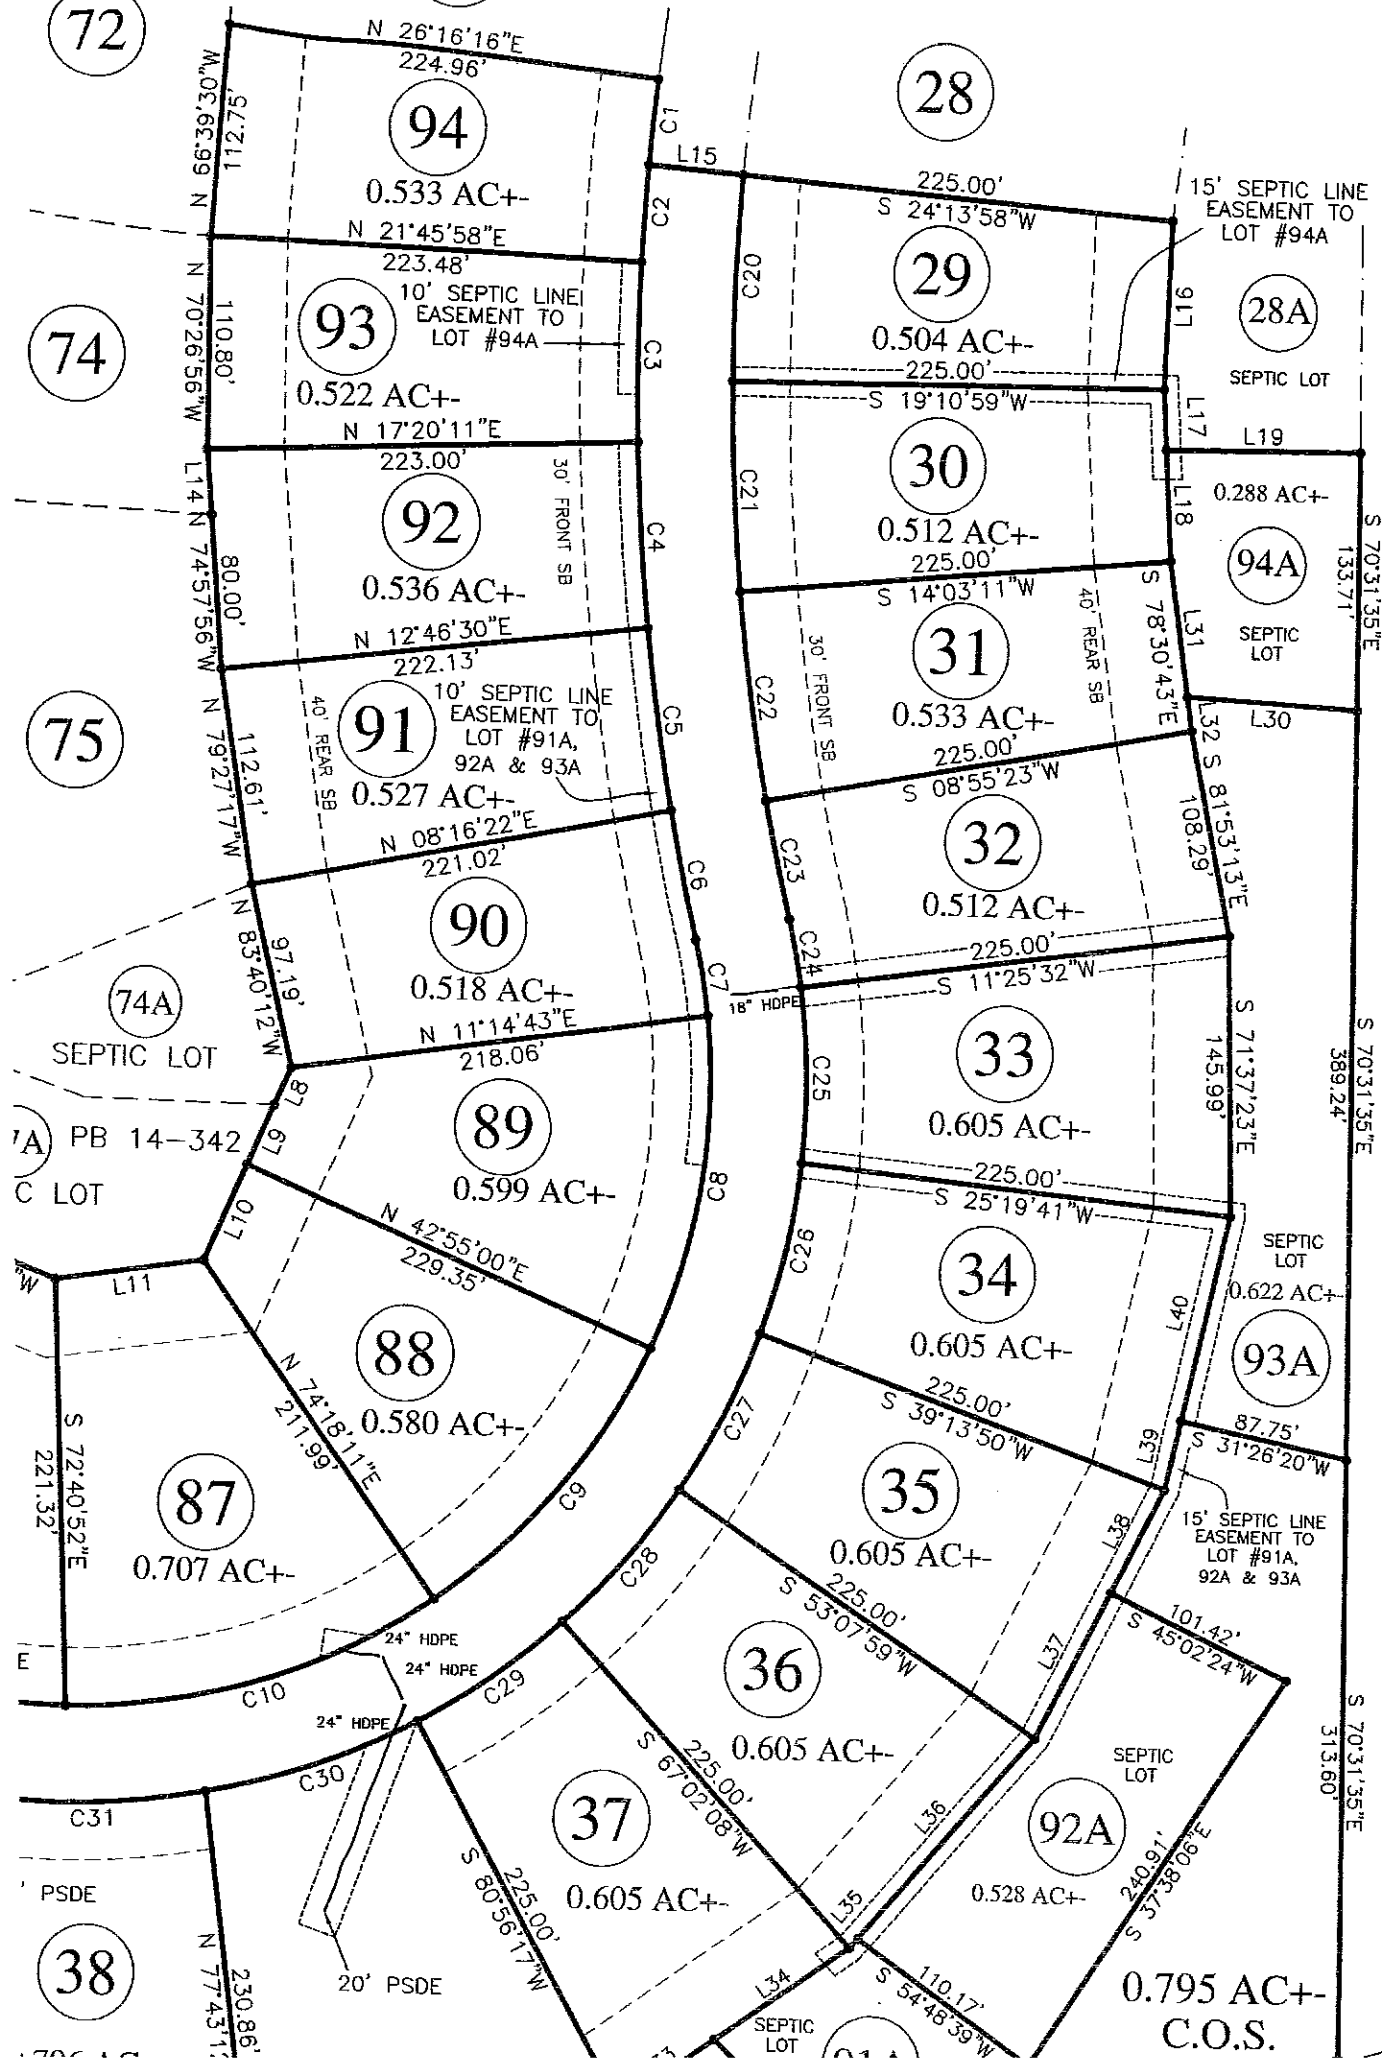 72
N 26°16'16"E
224.96'
N 66°39'30"W
112.75'
94
0.533 AC+-
C1
L15
28
225.00'
S 24°13'58"W
15' SEPTIC LINE
EASEMENT TO
LOT #94A
C2
N 21°45'58"E
223.48'
74
N 70°26'56"W
110.80'
93
10' SEPTIC LINE
EASEMENT TO
LOT #94A
0.522 AC+-
C3
C20
29
0.504 AC+-
225.00'
S 19°10'59"W
L16
28A
SEPTIC LOT
L17
L19
N 17°20'11"E
223.00'
L14
30' FRONT SB
92
0.536 AC+-
C4
C21
30
0.512 AC+-
225.00'
S 14°03'11"W
L18
0.288 AC+-
94A
SEPTIC
LOT
S 70°31'35"E
133.71'
N 74°57'56"W
80.00'
N 12°46'30"E
222.13'
75
N 79°27'17"W
112.61'
40' REAR SB
91
10' SEPTIC LINE
EASEMENT TO
LOT #91A,
92A & 93A
0.527 AC+-
C5
C22
30' FRONT SB
31
0.533 AC+-
40' REAR SB
S 78°30'43"E
L31
L30
L32
225.00'
S 08°55'23"W
N 08°16'22"E
221.02'
C6
C23
32
0.512 AC+-
S 81°53'13"E
108.29'
90
0.518 AC+-
N 83°40'12"W
97.19'
74A
SEPTIC LOT
C7
C24
18" HDPE
225.00'
S 11°25'32"W
N 11°14'43"E
218.06'
L8
L9
7A
PB 14-342
C LOT
89
0.599 AC+-
C8
C25
33
0.605 AC+-
S 71°37'23"E
145.99'
S 70°31'35"E
389.24'
225.00'
S 25°19'41"W
L10
L11
"W
N 42°55'00"E
229.35'
C26
34
0.605 AC+-
L40
SEPTIC
LOT
0.622 AC+-
93A
88
0.580 AC+-
N 74°18'11"E
211.99'
S 72°40'52"E
221.32'
87
0.707 AC+-
C27
225.00'
S 39°13'50"W
L39
87.75'
S 31°26'20"W
C9
35
0.605 AC+-
L38
15' SEPTIC LINE
EASEMENT TO
LOT #91A,
92A & 93A
C28
225.00'
S 53°07'59"W
101.42'
S 45°02'24"W
24" HDPE
24" HDPE
24" HDPE
E
C10
C29
36
0.605 AC+-
L37
C30
C31
225.00'
S 67°02'08"W
L36
SEPTIC
LOT
92A
0.528 AC+-
240.91'
S 37°38'06"E
S 70°31'35"E
313.60'
37
0.605 AC+-
225.00'
S 80°56'17"W
L35
' PSDE
38
N 77°43'1
230.86'
20' PSDE
L34
SEPTIC
LOT
91A
110.17'
S 54°48'39"W
0.795 AC+-
C.O.S.